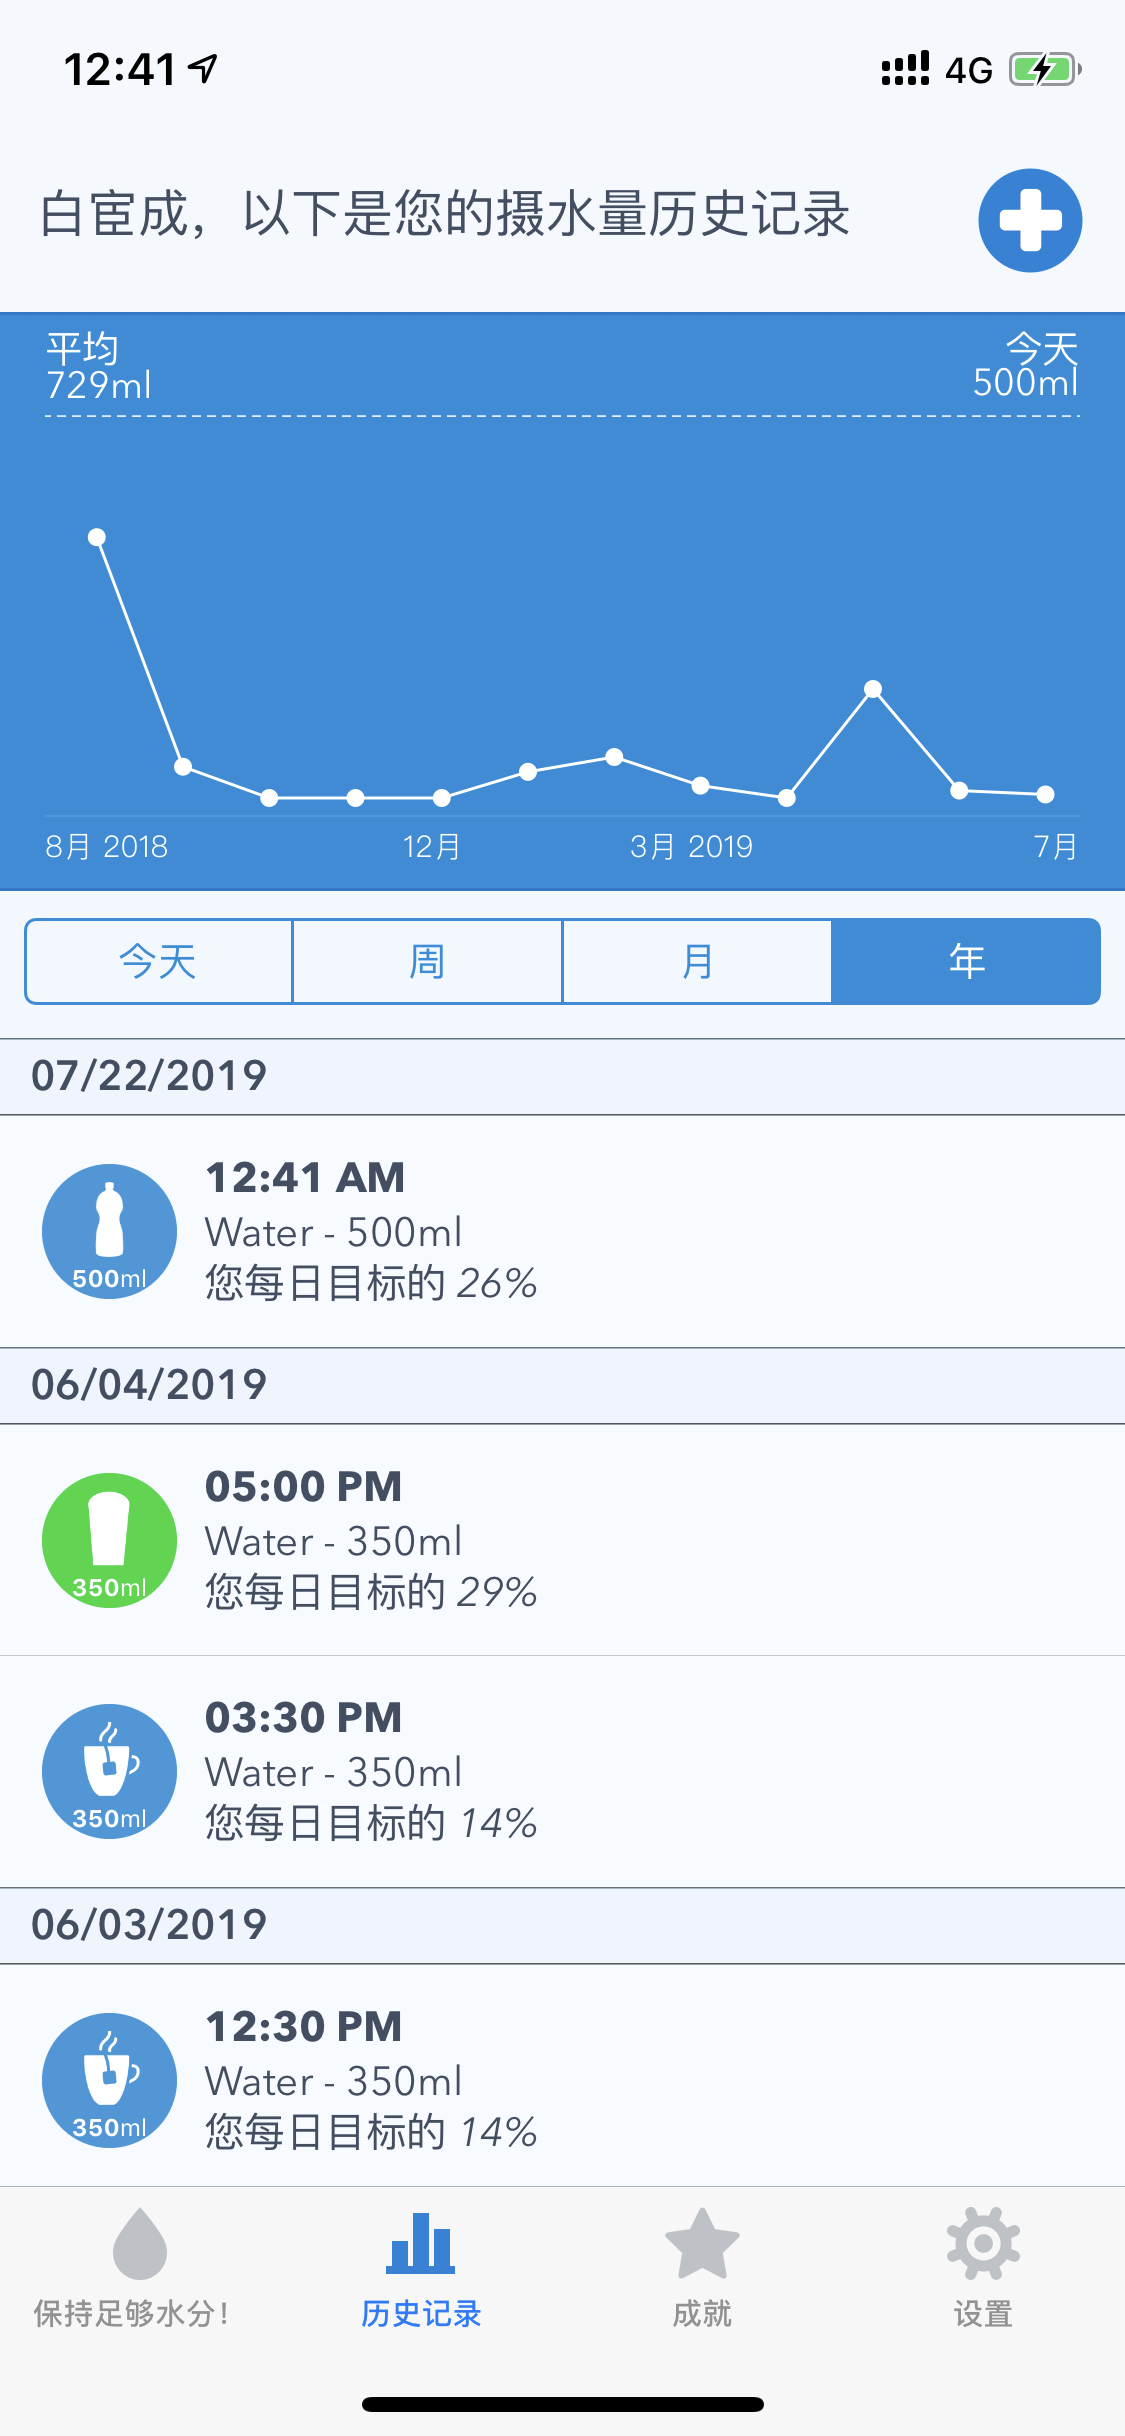 12:41
4G
白宦成，以下是您的摄水量历史记录
平均
729ml
今天
500ml
8月 2018
12月
3月 2019
7月
今天
周
月
年
07/22/2019
12:41 AM
Water - 500ml
您每日目标的 26%
500ml
06/04/2019
05:00 PM
Water - 350ml
您每日目标的 29%
350ml
03:30 PM
Water - 350ml
您每日目标的 14%
350ml
06/03/2019
12:30 PM
Water - 350ml
您每日目标的 14%
350ml
保持足够水分！
历史记录
成就
设置